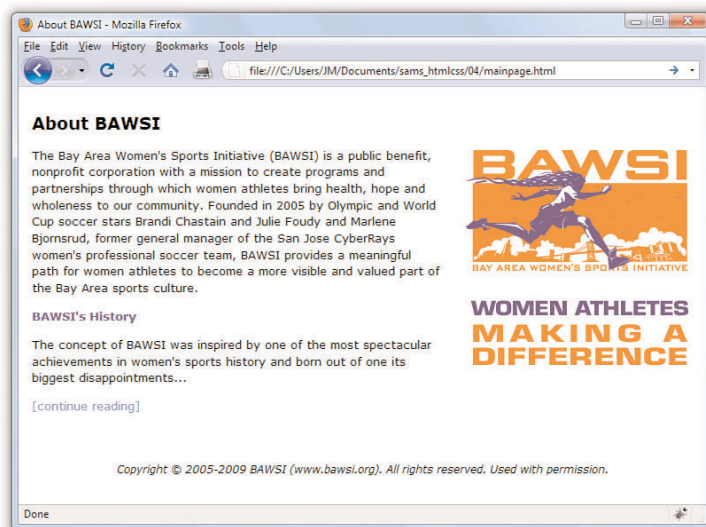 About BAWSI - Mozilla Firefox
File Edit View History Bookmarks Tools Help
file:///C:/Users/JM/Documents/sams_htmlcss/04/mainpage.html
About BAWSI
The Bay Area Women's Sports Initiative (BAWSI) is a public benefit,
nonprofit corporation with a mission to create programs and
partnerships through which women athletes bring health, hope and
wholeness to our community. Founded in 2005 by Olympic and World
Cup soccer stars Brandi Chastain and Julie Foudy and Marlene
Bjornsrud, former general manager of the San Jose CyberRays
women's professional soccer team, BAWSI provides a meaningful
path for women athletes to become a more visible and valued part of
the Bay Area sports culture.
BAWSI's History
The concept of BAWSI was inspired by one of the most spectacular
achievements in women's sports history and born out of one its
biggest disappointments...
[continue reading]
BAWSI
BAY AREA WOMEN'S SPORTS INITIATIVE
WOMEN ATHLETES
MAKING A
DIFFERENCE
Copyright © 2005-2009 BAWSI (www.bawsi.org). All rights reserved. Used with permission.
Done